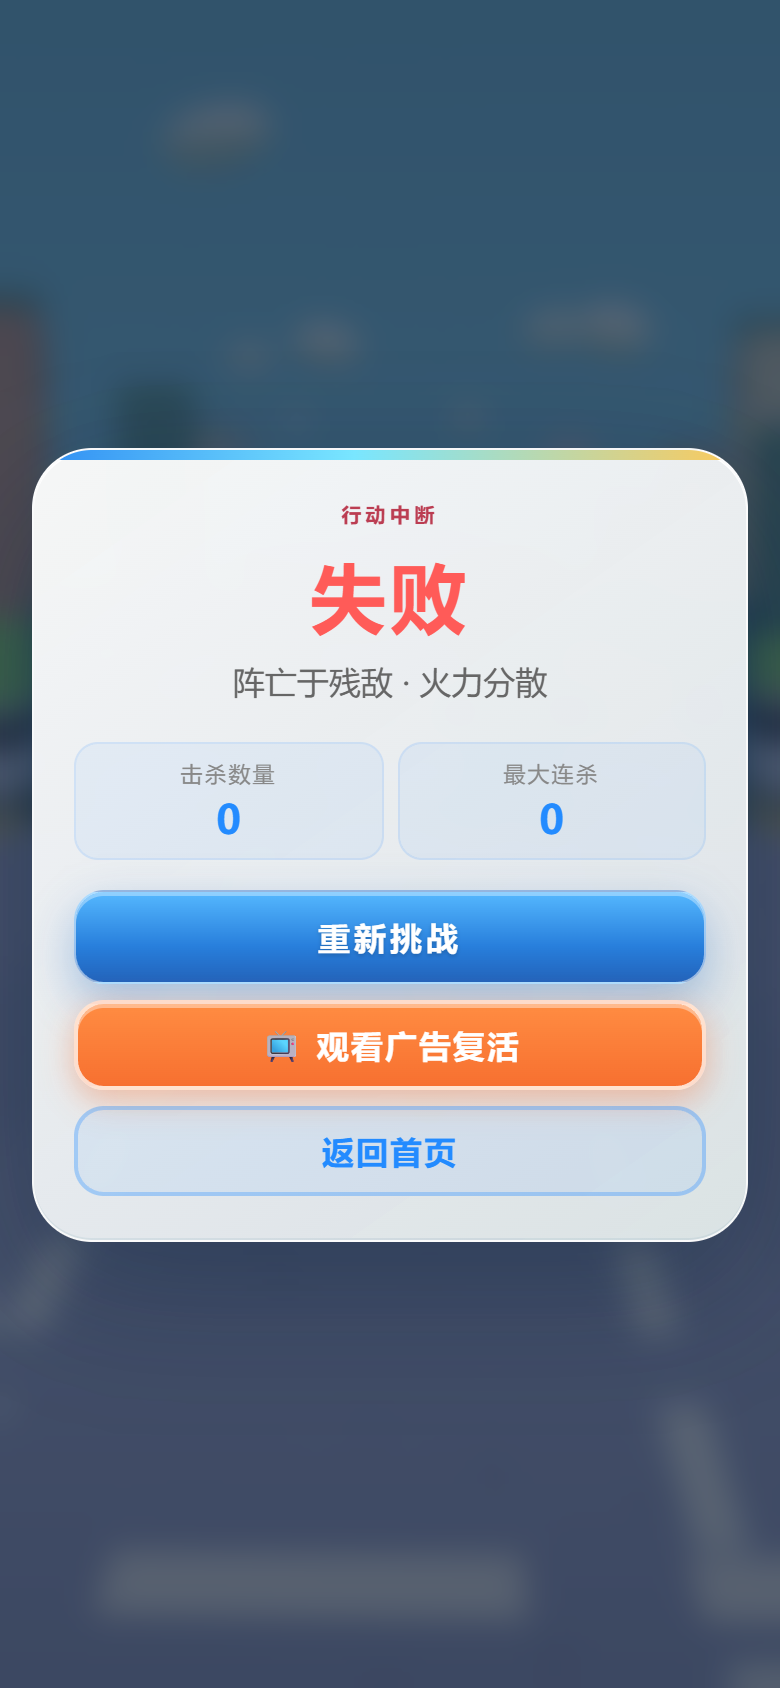 行动中断
失败
阵亡于残敌 · 火力分散
击杀数量
0
最大连杀
0
重新挑战
观看广告复活
返回首页